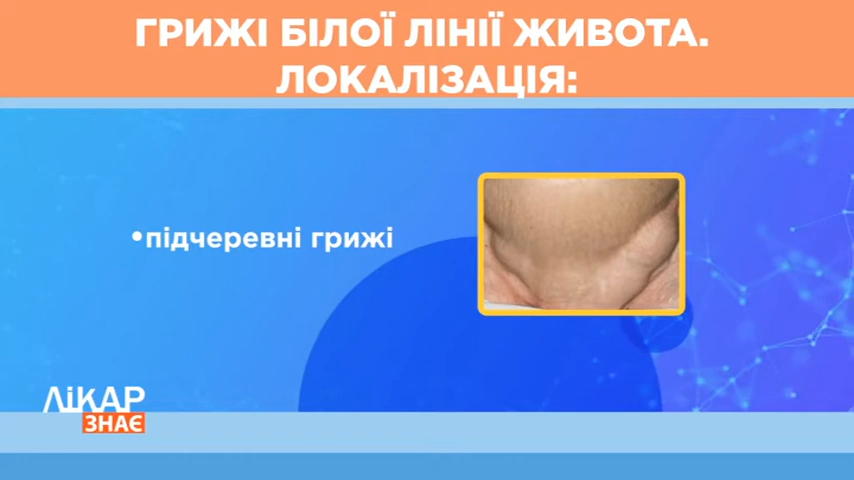 ГРИЖІ БІЛОЇ ЛІНІЇ ЖИВОТА.
ЛОКАЛІЗАЦІЯ:
•підчеревні грижі
ЛІКАР
ЗНАЄ